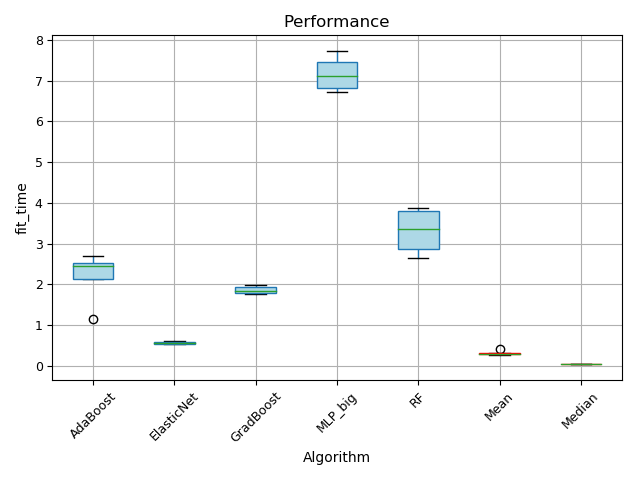 Performance
8
7
6
5
4
3
2
1
0
fit_time
AdaBoost
ElasticNet
GradBoost
MLP_big
RF
Mean
Median
Algorithm